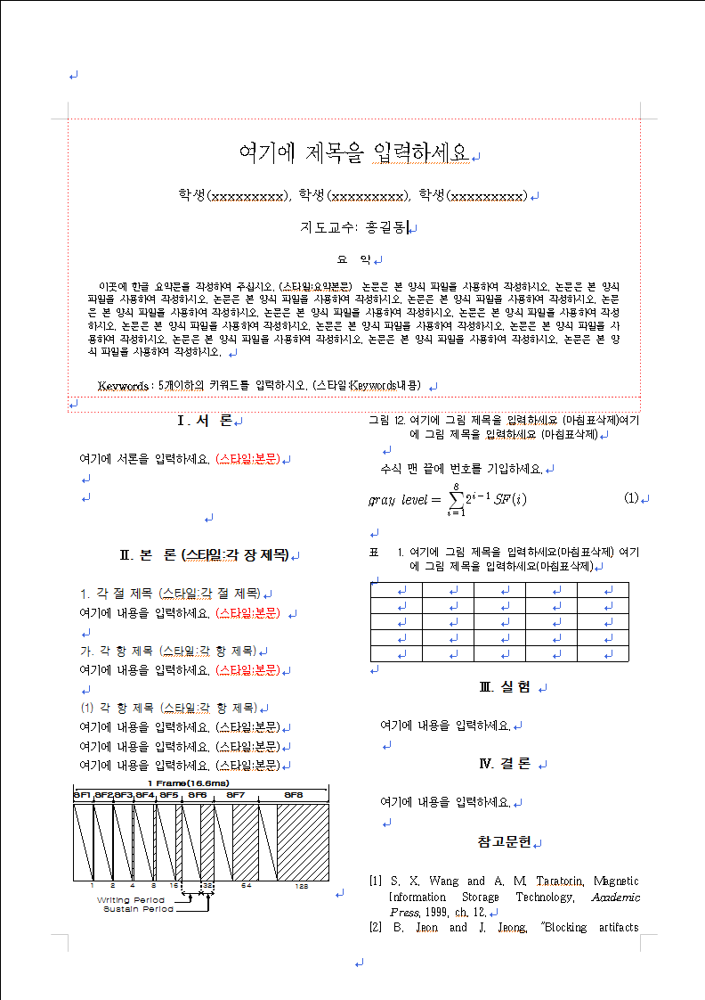 여기에 제목을 입력하세요
학생(xxxxxxxxx), 학생(xxxxxxxxx), 학생(xxxxxxxxx)
지도교수: 홍길동
요 약
이곳에 한글 요약문을 작성하여 주십시오. (스타일:요약본문) 논문은 본 양식 파일을 사용하여 작성하시오. 논문은 본 양식
파일을 사용하여 작성하시오. 논문은 본 양식 파일을 사용하여 작성하시오. 논문은 본 양식 파일을 사용하여 작성하시오. 논문
은 본 양식 파일을 사용하여 작성하시오. 논문은 본 양식 파일을 사용하여 작성하시오. 논문은 본 양식 파일을 사용하여 작성
하시오. 논문은 본 양식 파일을 사용하여 작성하시오. 논문은 본 양식 파일을 사용하여 작성하시오. 논문은 본 양식 파일을 사
용하여 작성하시오. 논문은 본 양식 파일을 사용하여 작성하시오. 논문은 본 양식 파일을 사용하여 작성하시오. 논문은 본 양
식 파일을 사용하여 작성하시오.
Keywords : 5개이하의 키워드를 입력하시오. (스타일:Keywords내용)
Ⅰ. 서 론
여기에 서론을 입력하세요. (스타일:본문)
Ⅱ. 본 론 (스타일:각 장 제목)
1. 각 절 제목 (스타일:각 절 제목)
여기에 내용을 입력하세요. (스타일:본문)
가. 각 항 제목 (스타일:각 항 제목)
여기에 내용을 입력하세요. (스타일:본문)
(1) 각 항 제목 (스타일:각 항 제목)
여기에 내용을 입력하세요. (스타일:본문)
여기에 내용을 입력하세요. (스타일:본문)
여기에 내용을 입력하세요. (스타일:본문)
1 Frame(16.6ms)
SF1 SF2 SF3 SF4 SF5 SF6 SF7 SF8
1 2 4 8 16 32 64 128
Writing Period
Sustain Period
그림 12. 여기에 그림 제목을 입력하세요 (마침표삭제)여기
에 그림 제목을 입력하세요 (마침표삭제)
수식 맨 끝에 번호를 기입하세요.
gray level = ∑_{i=1}^{8} 2^{i-1} SF(i) (1)
표 1. 여기에 그림 제목을 입력하세요(마침표삭제) 여기
에 그림 제목을 입력하세요(마침표삭제)
Ⅲ. 실 험
여기에 내용을 입력하세요.
Ⅳ. 결 론
여기에 내용을 입력하세요.
참고문헌
[1] S. X. Wang and A. M. Taratorin, Magnetic
Information Storage Technology, Academic
Press, 1999, ch. 12.
[2] B. Jeon and J. Jeong, "Blocking artifacts